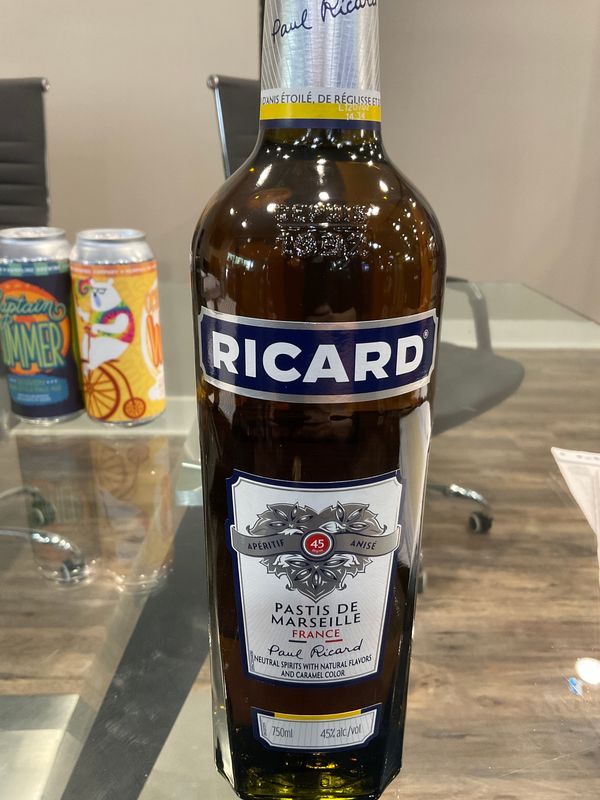 Paul Ricard
D'ANIS ÉTOILÉ, DE RÉGLISSE ET
DEPUIS
RICARD®
APÉRITIF 45 ANISÉ
PASTIS DE
MARSEILLE
FRANCE
Paul Ricard
NEUTRAL SPIRITS WITH NATURAL FLAVORS
AND CARAMEL COLOR
750ml 45% alc/vol
Captain
SUMMER